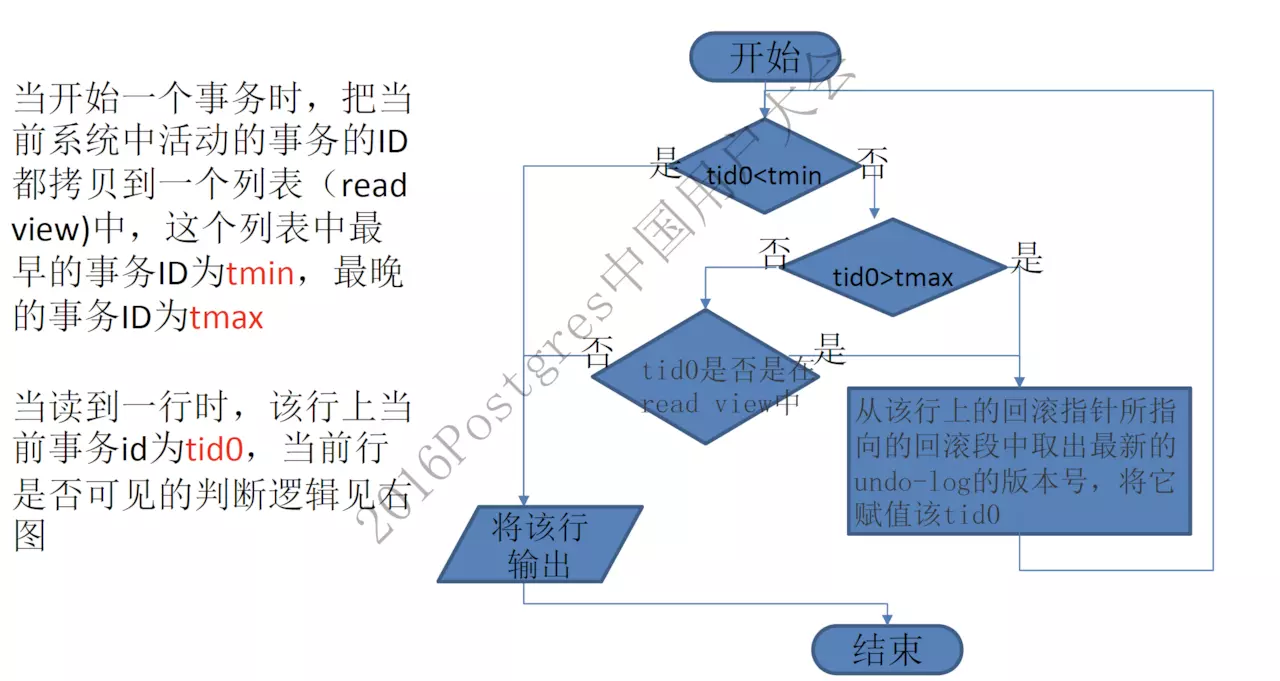 当开始一个事务时，把当
前系统中活动的事务的ID
都拷贝到一个列表（read
view)中，这个列表中最
早的事务ID为tmin，最晚
的事务ID为tmax
当读到一行时，该行上当
前事务id为tid0，当前行
是否可见的判断逻辑见右
图
开始
是
tid0<tmin
否
否
tid0>tmax
是
否
tid0是否是在
read view中
是
从该行上的回滚指针所指
向的回滚段中取出最新的
undo-log的版本号，将它
赋值该tid0
将该行
输出
结束
2016Postgres中国用户大会